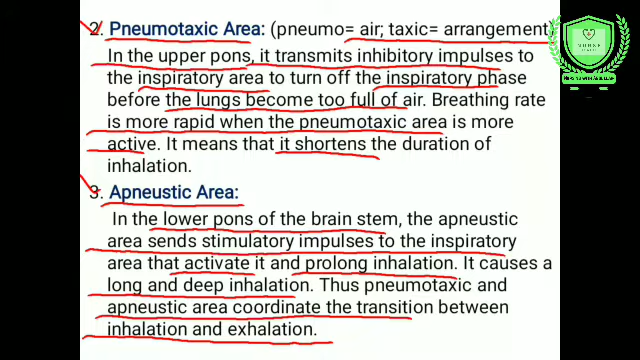 2. Pneumotaxic Area: (pneumo= air; taxic= arrangement
In the upper pons, it transmits inhibitory impulses to
the inspiratory area to turn off the inspiratory phase
before the lungs become too full of air. Breathing rate
is more rapid when the pneumotaxic area is more
active. It means that it shortens the duration of
inhalation.
3. Apneustic Area:
In the lower pons of the brain stem, the apneustic
area sends stimulatory impulses to the inspiratory
area that activate it and prolong inhalation. It causes a
long and deep inhalation. Thus pneumotaxic and
apneustic area coordinate the transition between
inhalation and exhalation.
NURSE